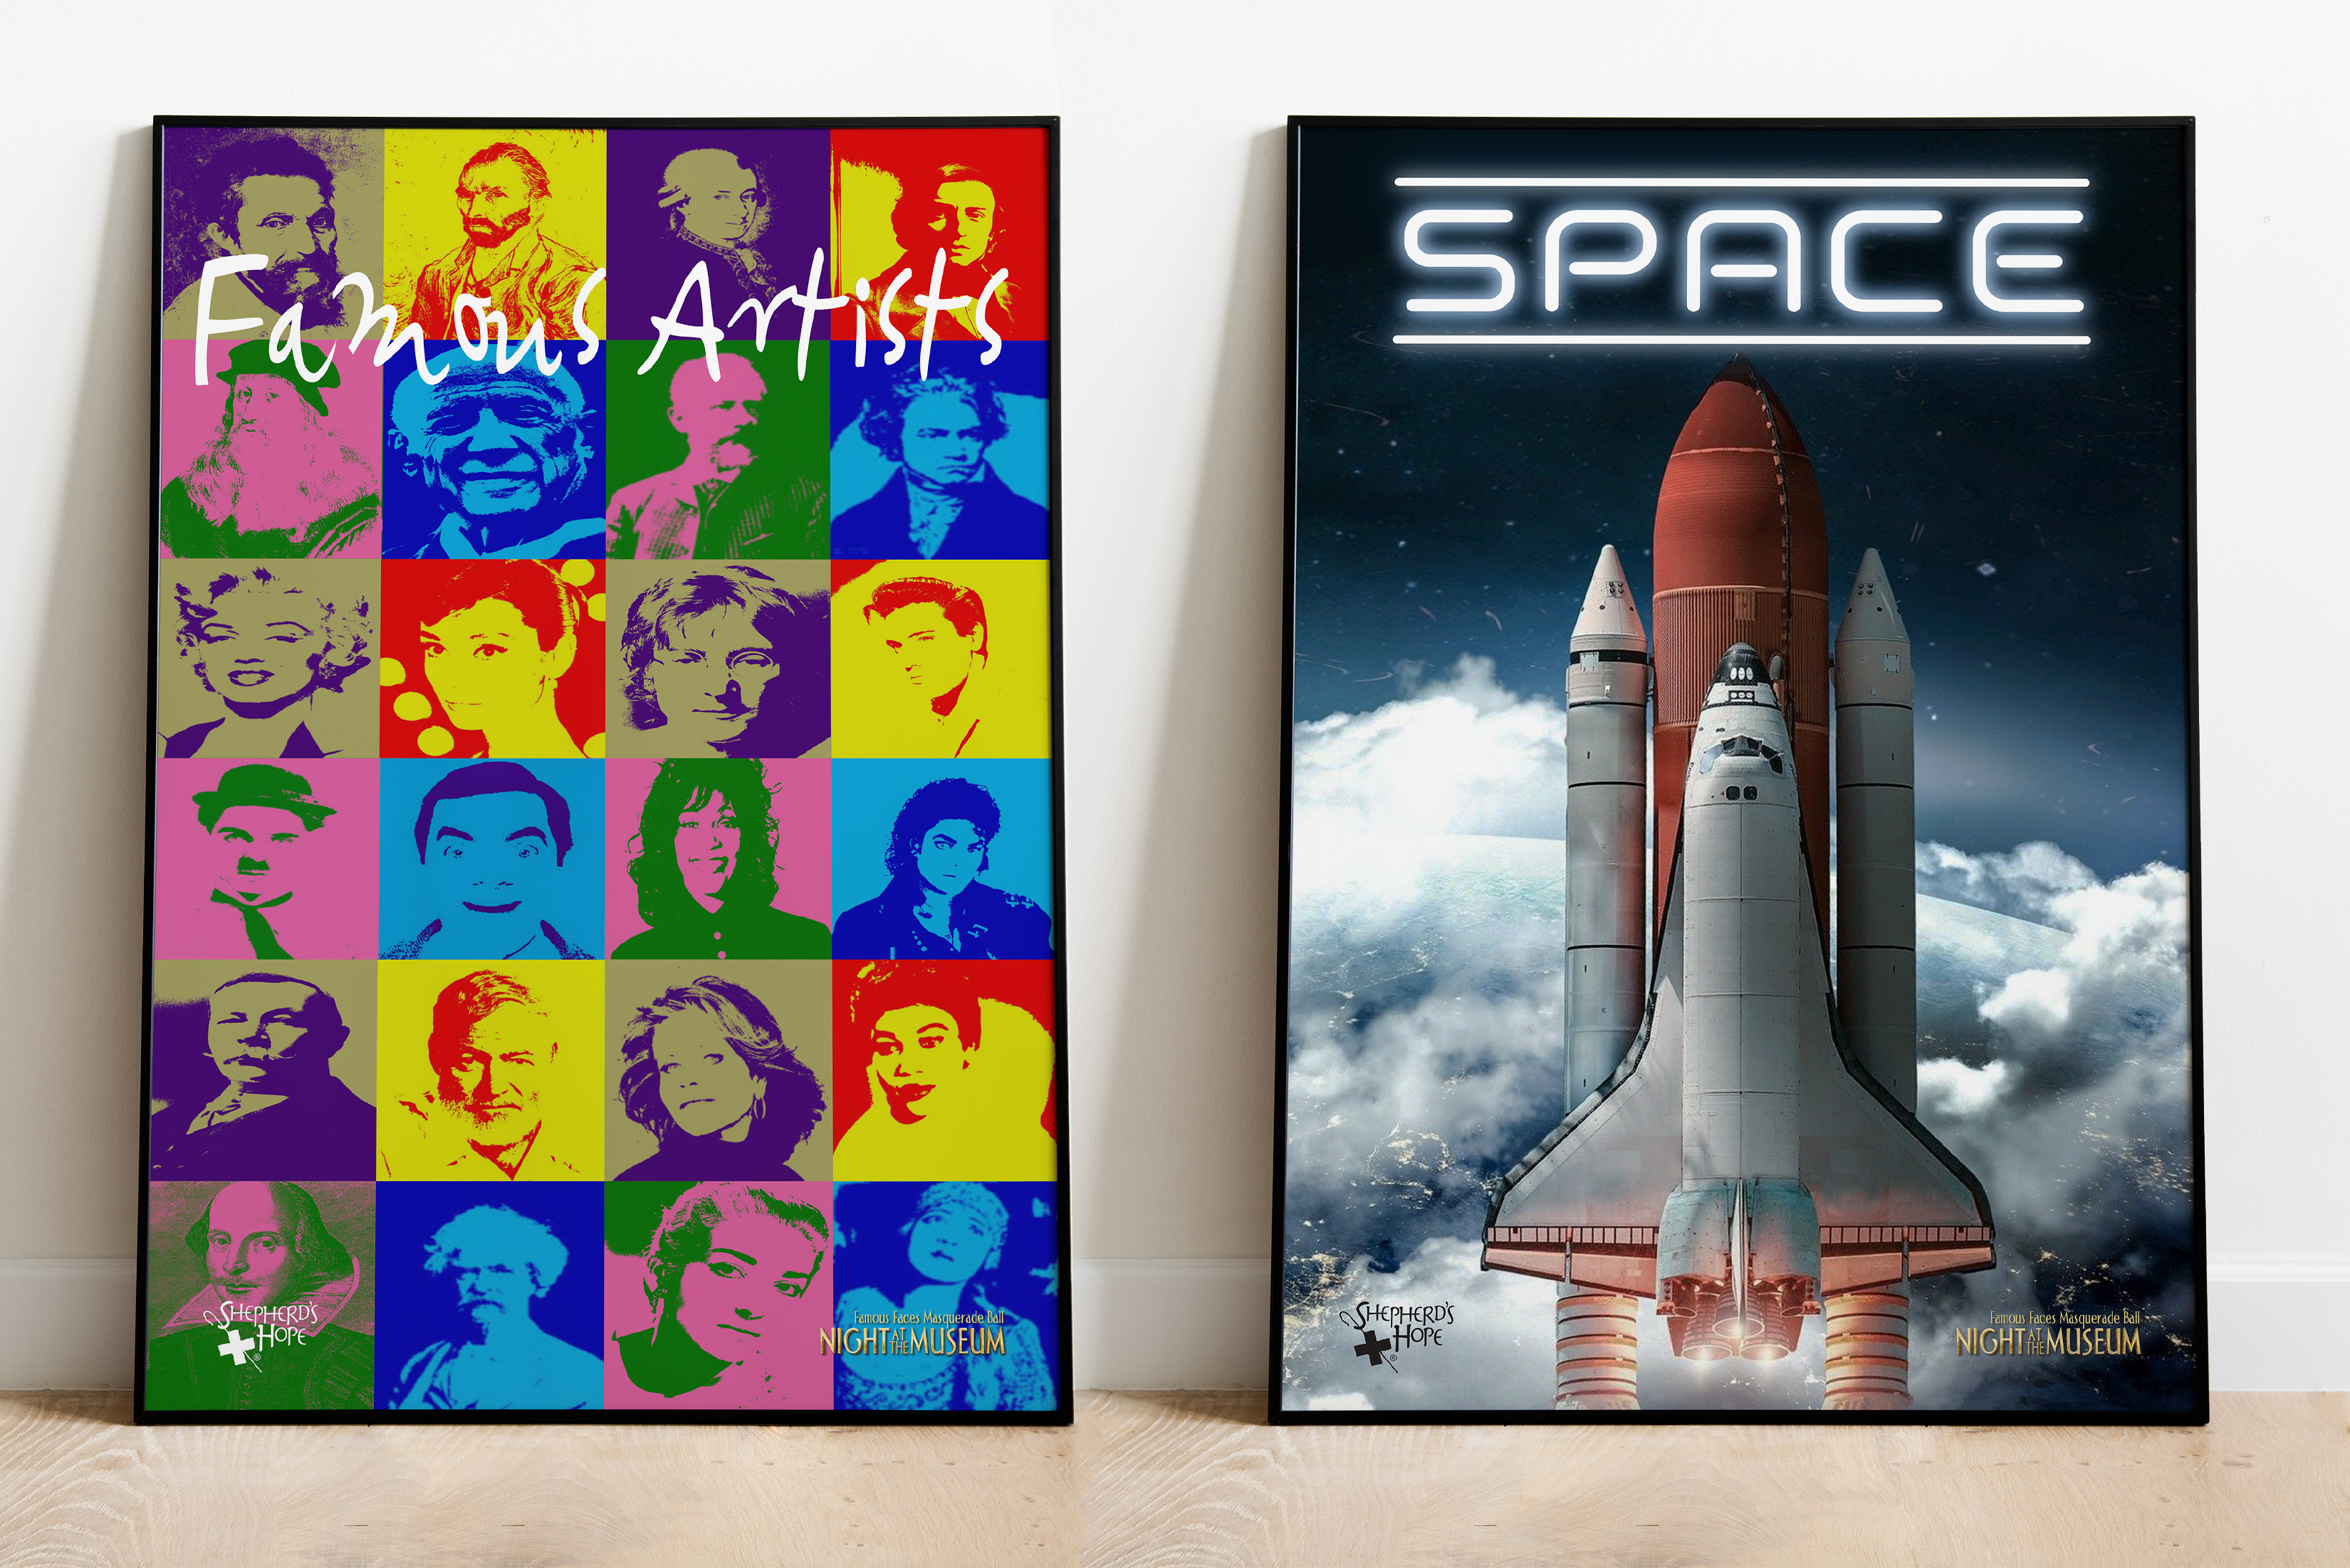 Famous Artists
SHEPHERD'S
HOPE
®
Famous Faces Masquerade Ball
NIGHT AT THE MUSEUM
SPACE
SHEPHERD'S
HOPE
®
Famous Faces Masquerade Ball
NIGHT AT THE MUSEUM